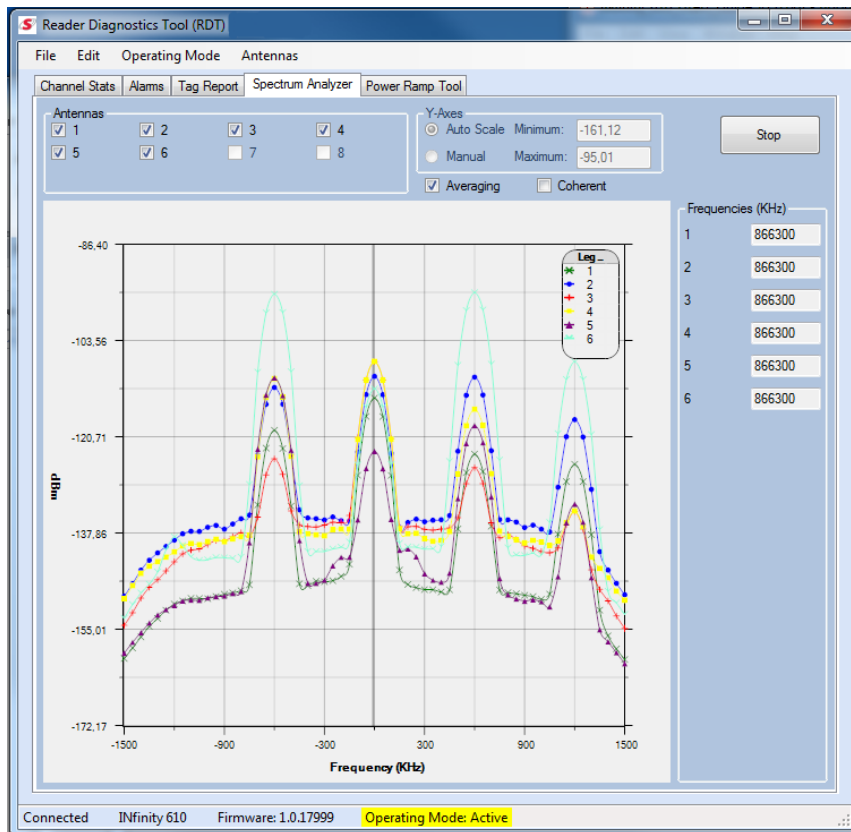 Reader Diagnostics Tool (RDT)
File Edit Operating Mode Antennas
Channel Stats Alarms Tag Report Spectrum Analyzer Power Ramp Tool
Antennas
1 2 3 4
5 6 7 8
Y-Axes
Auto Scale Minimum: -161,12
Manual Maximum: -95,01
Averaging Coherent
Stop
Frequencies (KHz)
1 866300
2 866300
3 866300
4 866300
5 866300
6 866300
Leg...
1
2
3
4
5
6
-86,40
-103,56
-120,71
-137,86
-155,01
-172,17
dBm
-1500 -900 -300 300 900 1500
Frequency (KHz)
Connected INfinity 610 Firmware: 1.0.17999 Operating Mode: Active